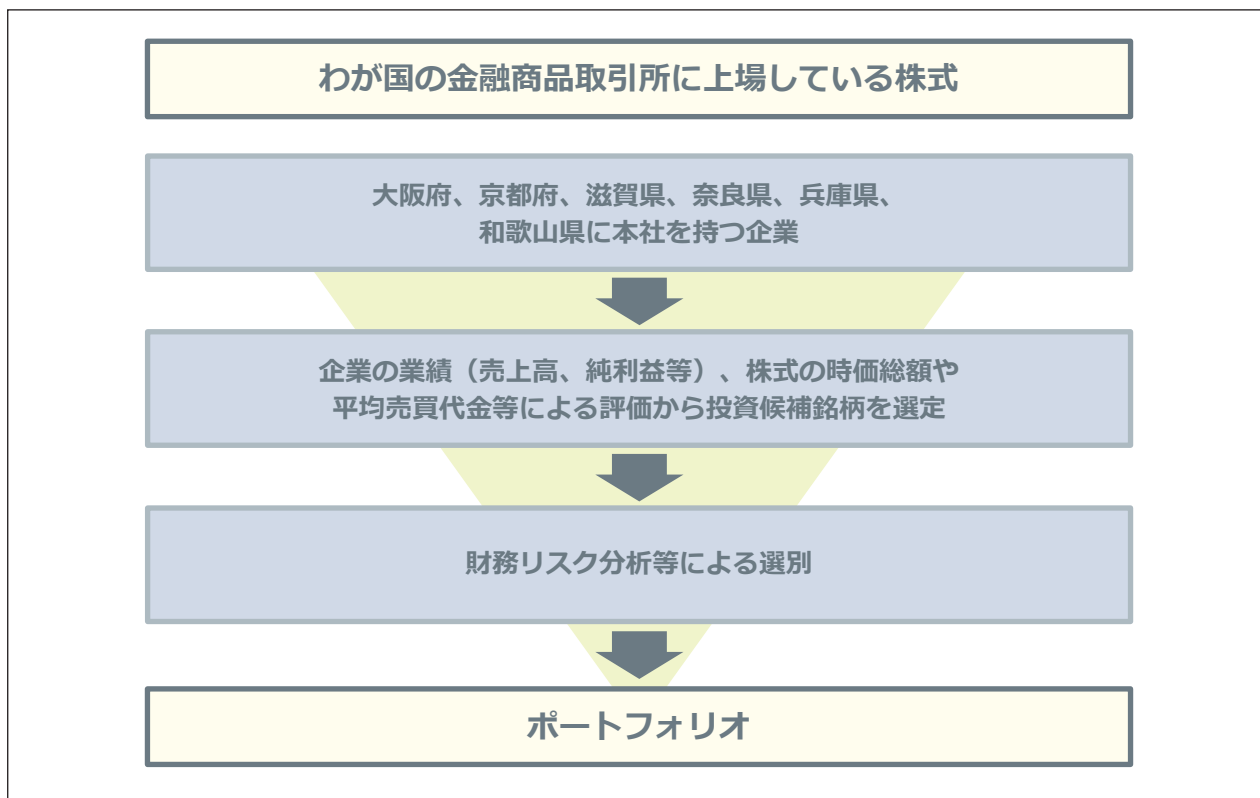 わが国の金融商品取引所に上場している株式
大阪府、京都府、滋賀県、奈良県、兵庫県、
和歌山県に本社を持つ企業
企業の業績（売上高、純利益等）、株式の時価総額や
平均売買代金等による評価から投資候補銘柄を選定
財務リスク分析等による選別
ポートフォリオ